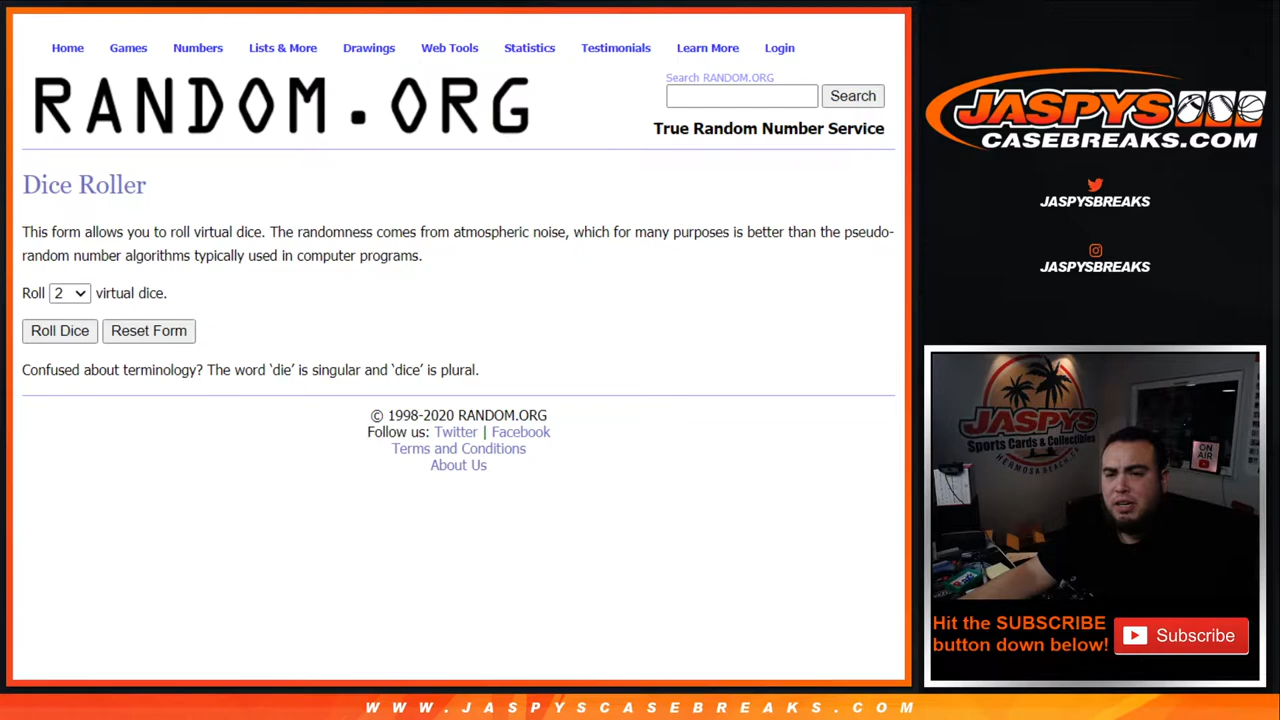 Home Games Numbers Lists & More Drawings Web Tools Statistics Testimonials Learn More Login
RANDOM.ORG
Search RANDOM.ORG
Search
True Random Number Service
Dice Roller
This form allows you to roll virtual dice. The randomness comes from atmospheric noise, which for many purposes is better than the pseudo-
random number algorithms typically used in computer programs.
Roll 2 virtual dice.
Roll Dice Reset Form
Confused about terminology? The word ‘die’ is singular and ‘dice’ is plural.
© 1998-2020 RANDOM.ORG
Follow us: Twitter | Facebook
Terms and Conditions
About Us
JASPYS
CASEBREAKS.COM
JASPYSBREAKS
JASPYSBREAKS
JASPYS
Sports Cards & Collectibles
HERMOSA BEACH, CA
ON
AIR
Hit the SUBSCRIBE
button down below!
Subscribe
WWW.JASPYSCASEBREAKS.COM